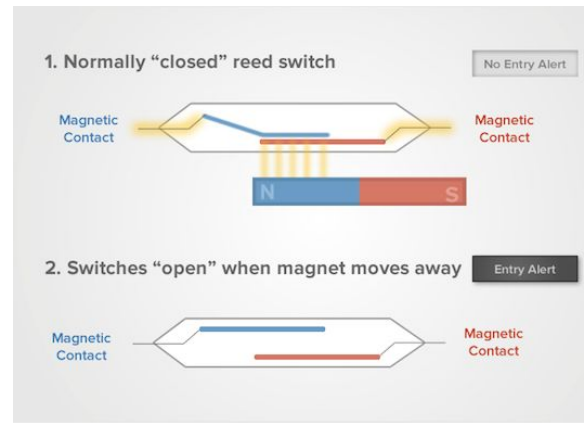 1. Normally “closed” reed switch
No Entry Alert
Magnetic
Contact
Magnetic
Contact
N
S
2. Switches “open” when magnet moves away
Entry Alert
Magnetic
Contact
Magnetic
Contact